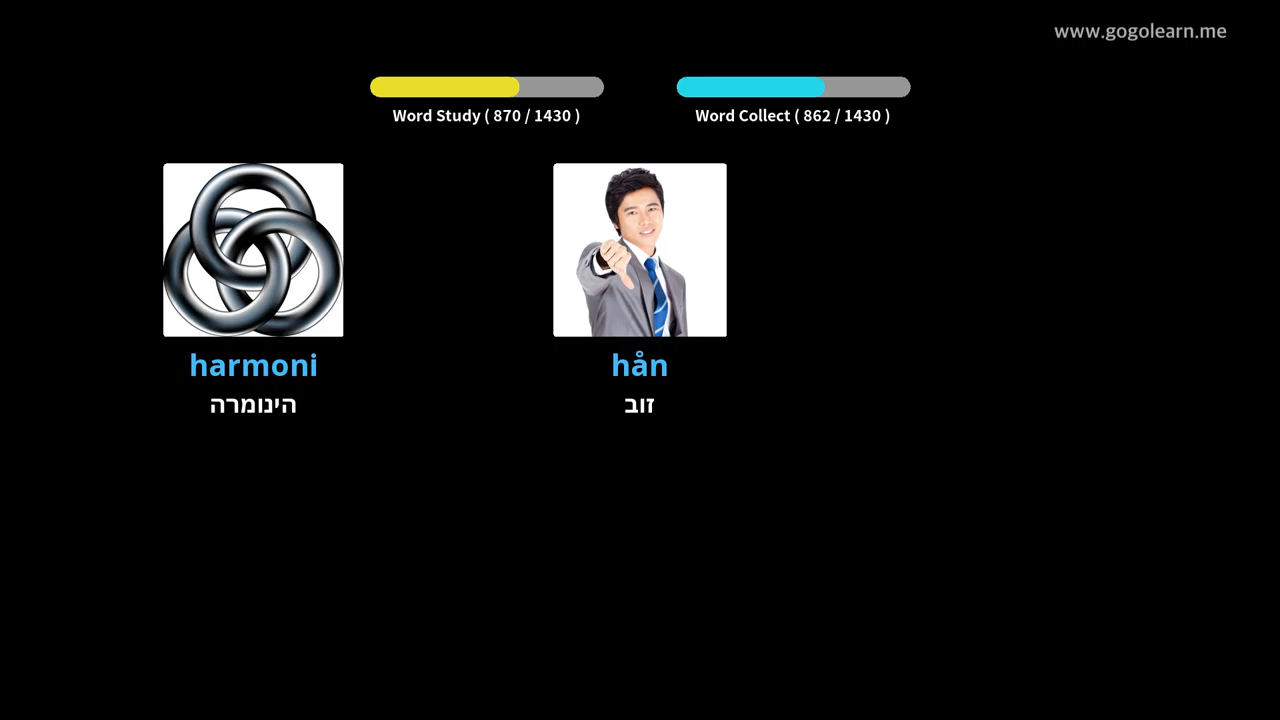 www.gogolearn.me
Word Study ( 870 / 1430 )
Word Collect ( 862 / 1430 )
harmoni
הינומרה
hån
זוב